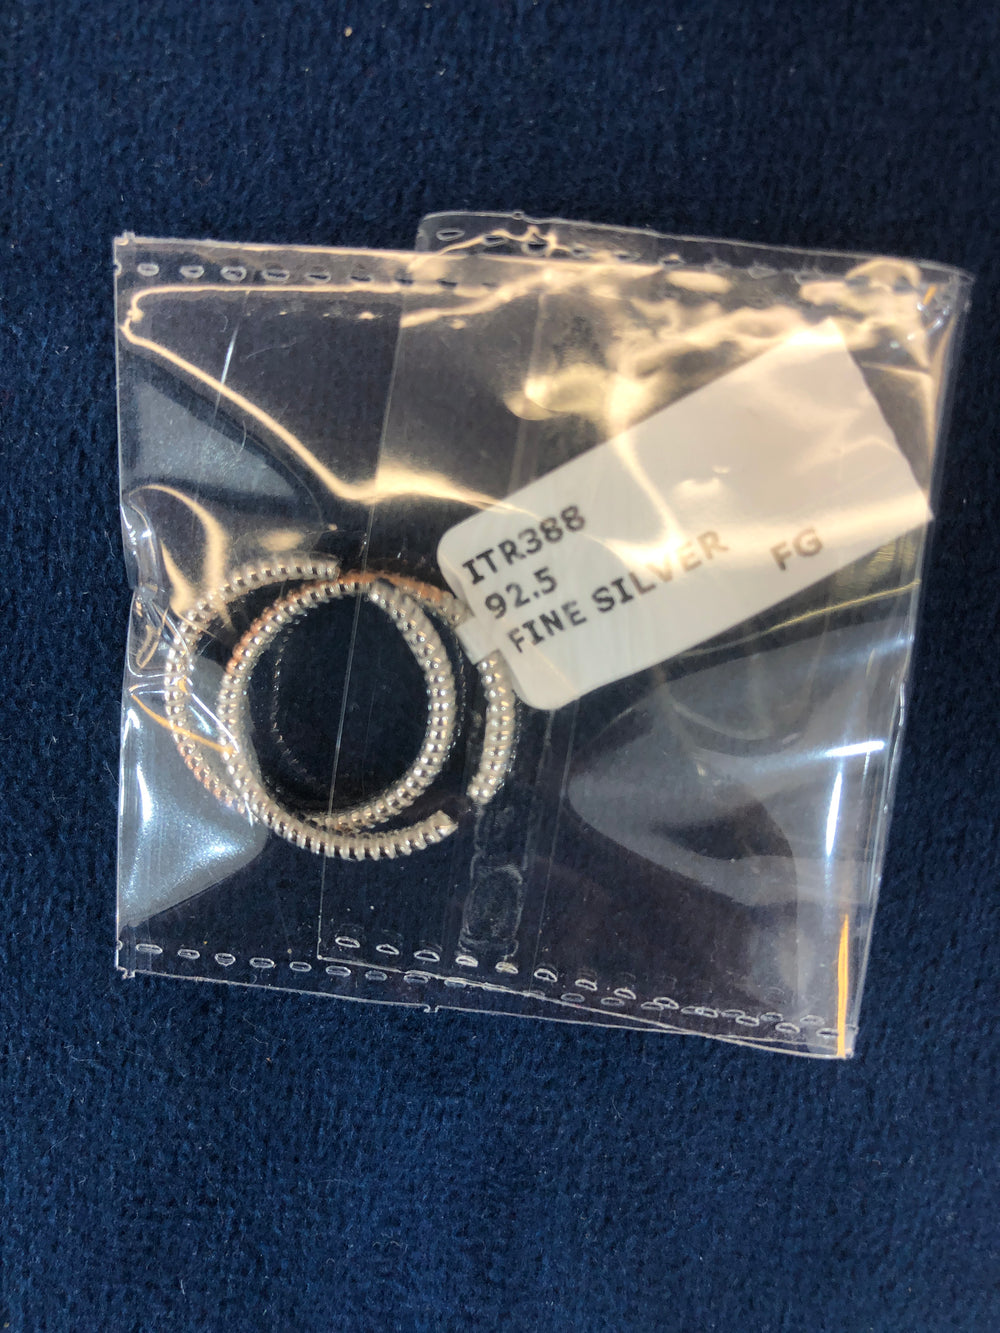 ITR388
92.5
FINE SILVER FG